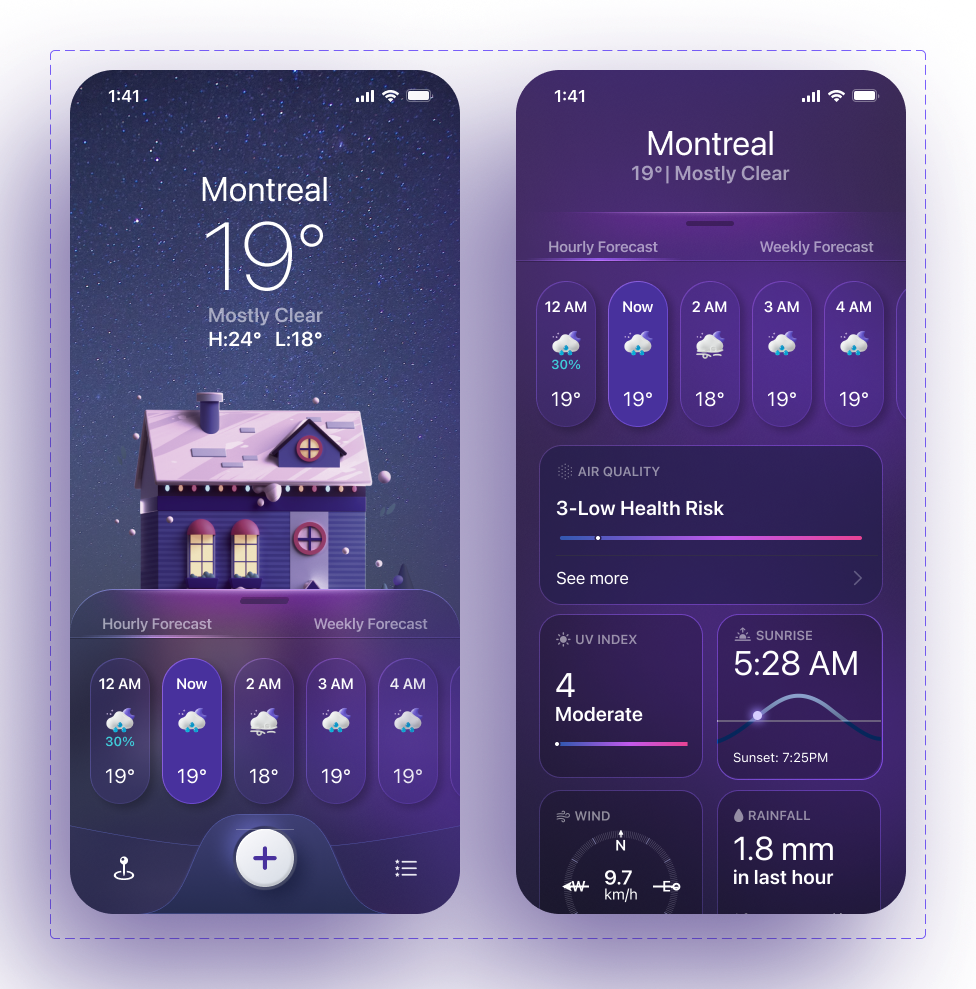 1:41
Montreal
19°
Mostly Clear
H:24° L:18°
Hourly Forecast Weekly Forecast
12 AM Now 2 AM 3 AM 4 AM
30%
19° 19° 18° 19° 19°
1:41
Montreal
19° | Mostly Clear
Hourly Forecast Weekly Forecast
12 AM Now 2 AM 3 AM 4 AM
30%
19° 19° 18° 19° 19°
AIR QUALITY
3-Low Health Risk
See more
UV INDEX
4
Moderate
SUNRISE
5:28 AM
Sunset: 7:25PM
WIND
N
W 9.7 E
km/h
RAINFALL
1.8 mm
in last hour